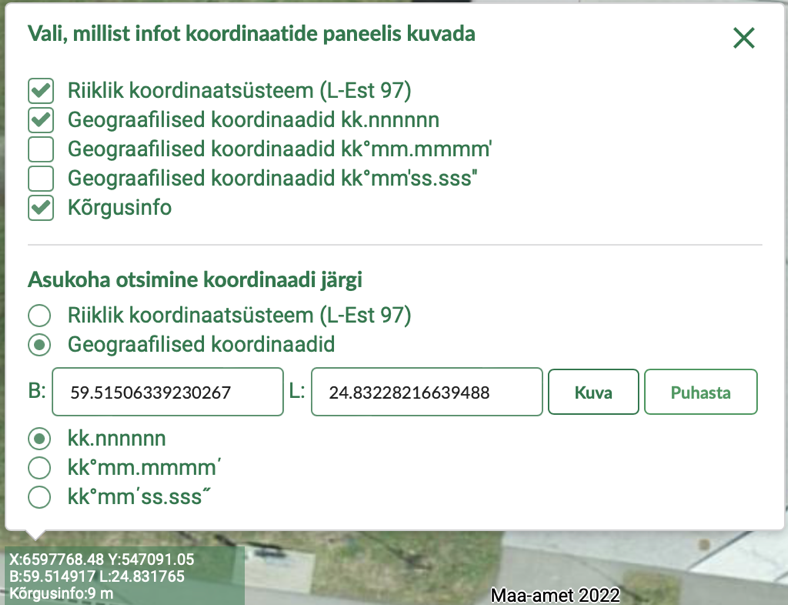 Vali, millist infot koordinaatide paneelis kuvada
Riiklik koordinaatsüsteem (L-Est 97)
Geograafilised koordinaadid kk.nnnnnn
Geograafilised koordinaadid kk°mm.mmmm'
Geograafilised koordinaadid kk°mm'ss.sss"
Kõrgusinfo
Asukoha otsimine koordinaadi järgi
Riiklik koordinaatsüsteem (L-Est 97)
Geograafilised koordinaadid
B: 59.51506339230267 L: 24.83228216639488 Kuva Puhasta
kk.nnnnnn
kk°mm.mmmm′
kk°mm′ss.sss″
X:6597768.48 Y:547091.05
B:59.514917 L:24.831765
Kõrgusinfo:9 m
Maa-amet 2022